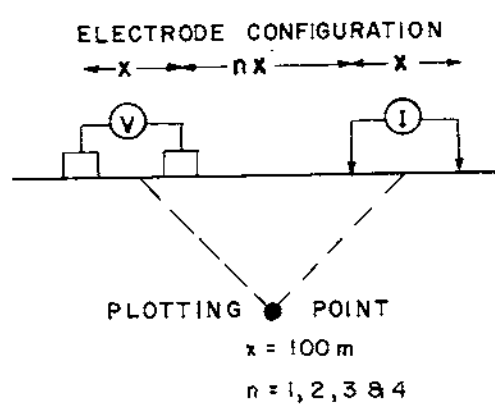 ELECTRODE CONFIGURATION
x nx x
V I
PLOTTING POINT
x = 100 m
n = 1, 2, 3 & 4